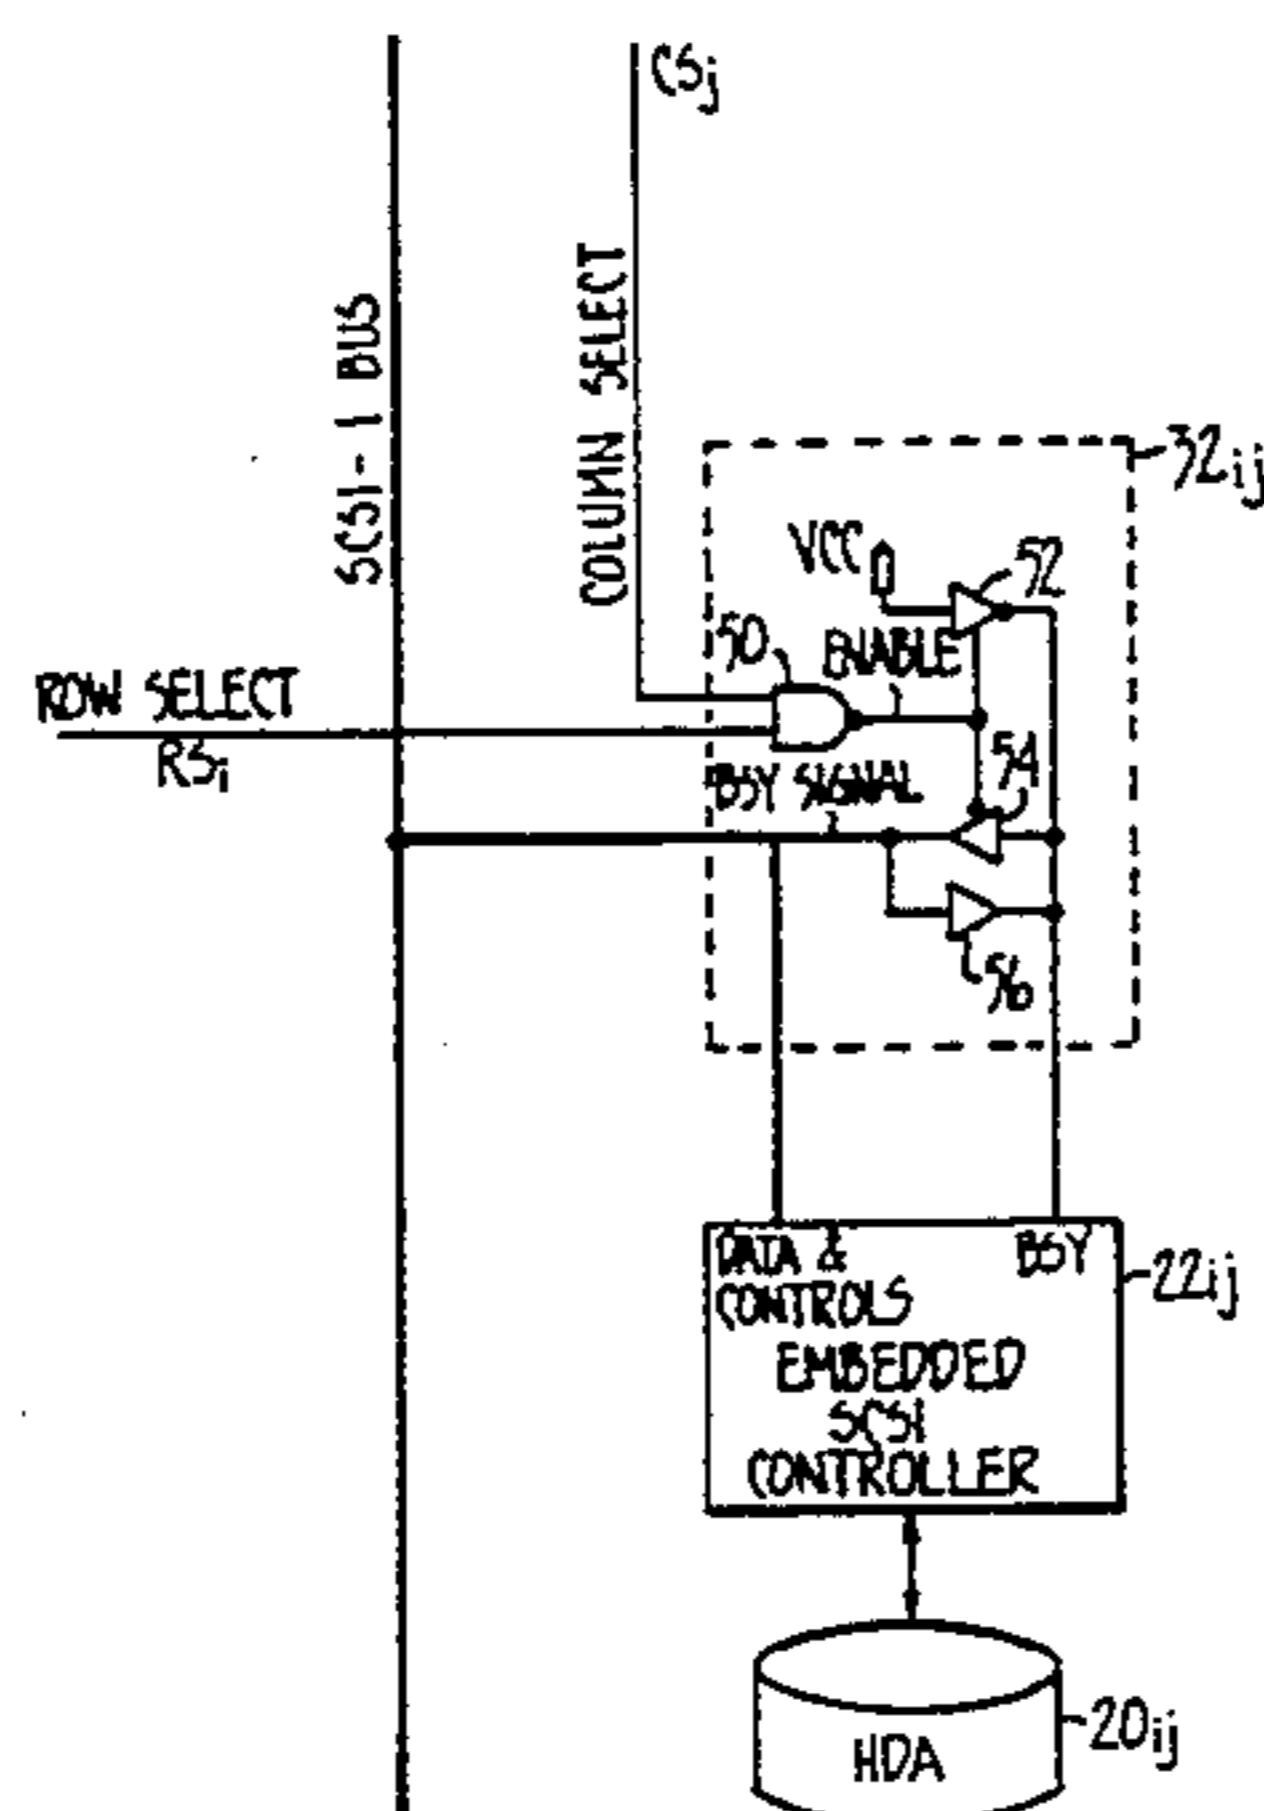 CSj
SCSI-1 BUS
COLUMN SELECT
32ij
VCC
52
50
ENABLE
ROW SELECT
RSi
54
BSY SIGNAL
56
DATA &
CONTROLS
BSY
22ij
EMBEDDED
SCSI
CONTROLLER
HDA
20ij